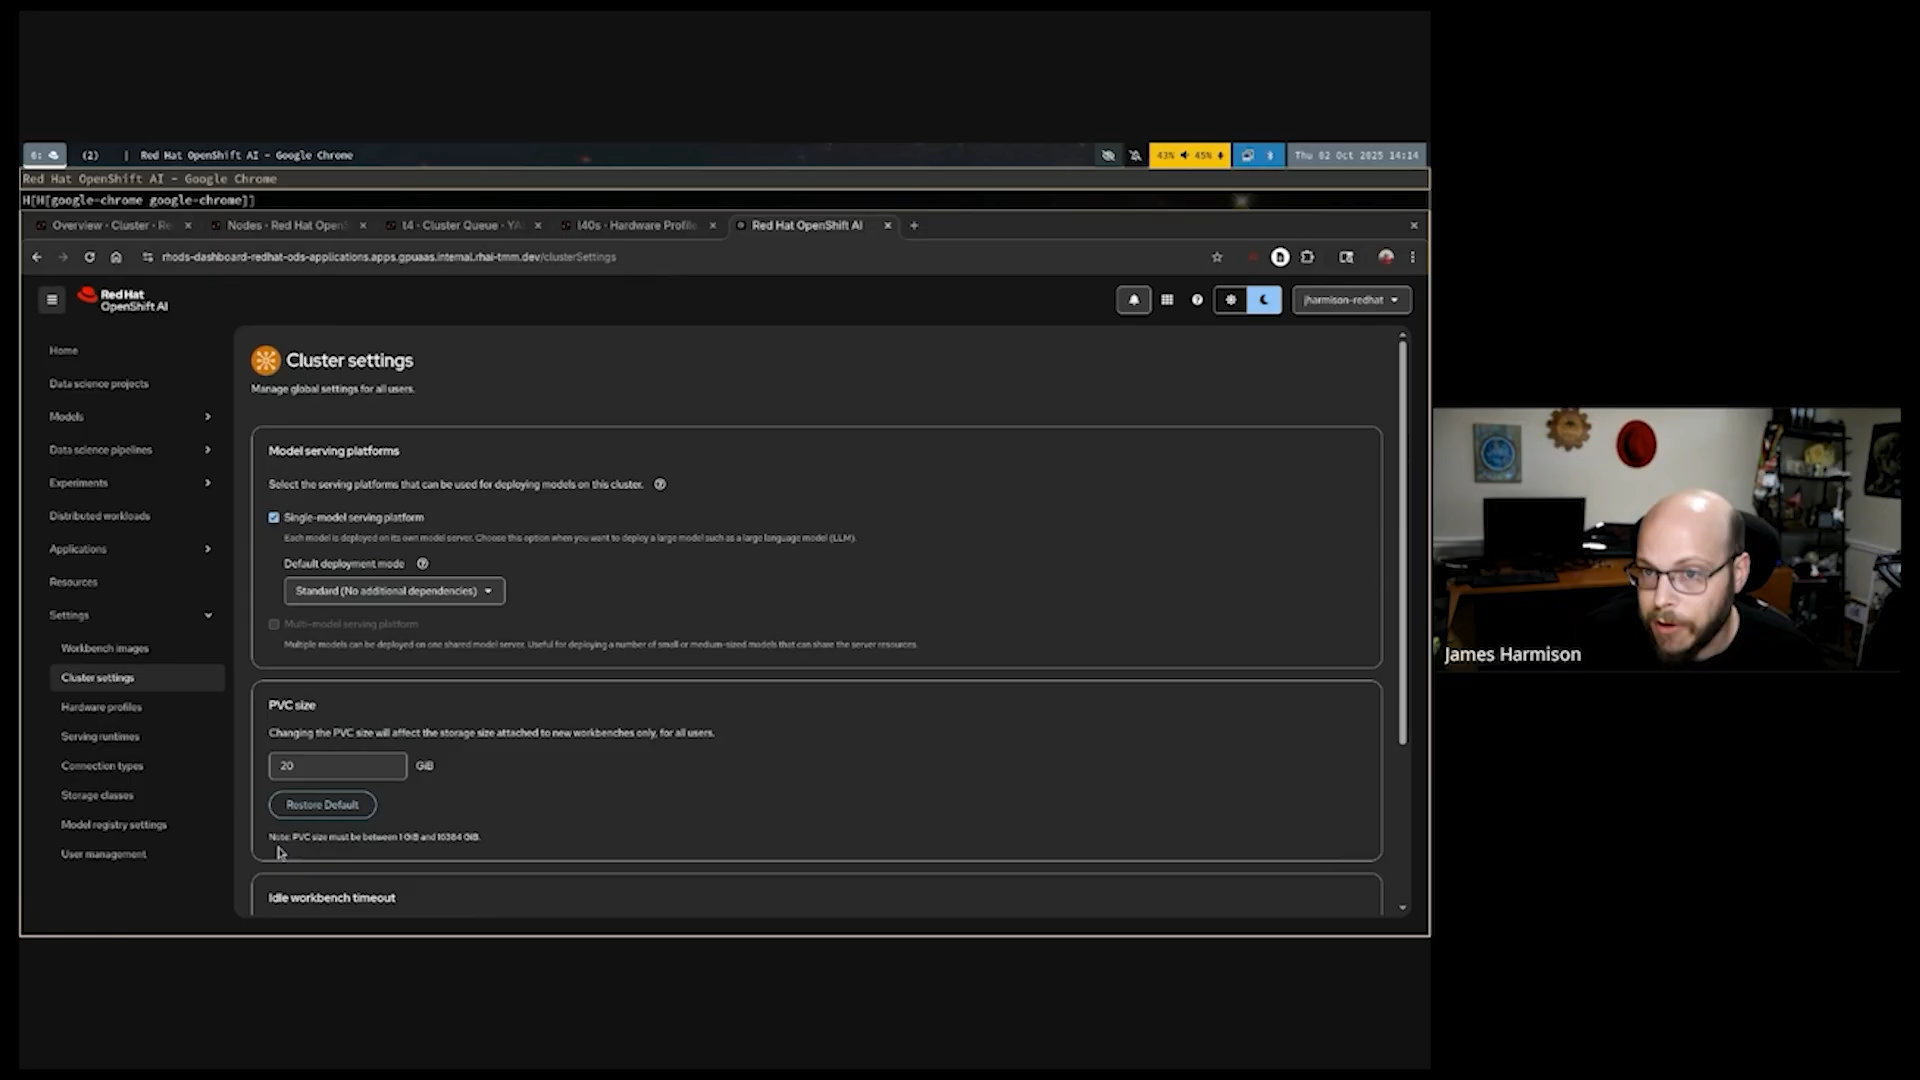 6:
(2) | Red Hat OpenShift AI - Google Chrome
43% 45%
Thu 02 Oct 2025 14:14
Red Hat OpenShift AI - Google Chrome
H[H[google-chrome google-chrome]]
Overview · Cluster · Re
Nodes · Red Hat Open
t4 · Cluster Queue · YA
l40s · Hardware Profile
Red Hat OpenShift AI
rhods-dashboard-redhat-ods-applications.apps.gpuaas.internal.rhai-tmm.dev/clusterSettings
Red Hat
OpenShift AI
jharmison-redhat
Home
Data science projects
Models
Data science pipelines
Experiments
Distributed workloads
Applications
Resources
Settings
Workbench images
Cluster settings
Hardware profiles
Serving runtimes
Connection types
Storage classes
Model registry settings
User management
Cluster settings
Manage global settings for all users.
Model serving platforms
Select the serving platforms that can be used for deploying models on this cluster.
Single-model serving platform
Each model is deployed on its own model server. Choose this option when you want to deploy a large model such as a large language model (LLM).
Default deployment mode
Standard (No additional dependencies)
Multi-model serving platform
Multiple models can be deployed on one shared model server. Useful for deploying a number of small or medium-sized models that can share the server resources.
PVC size
Changing the PVC size will affect the storage size attached to new workbenches only, for all users.
20 GiB
Restore Default
Note: PVC size must be between 1 GiB and 16384 GiB.
Idle workbench timeout
James Harmison